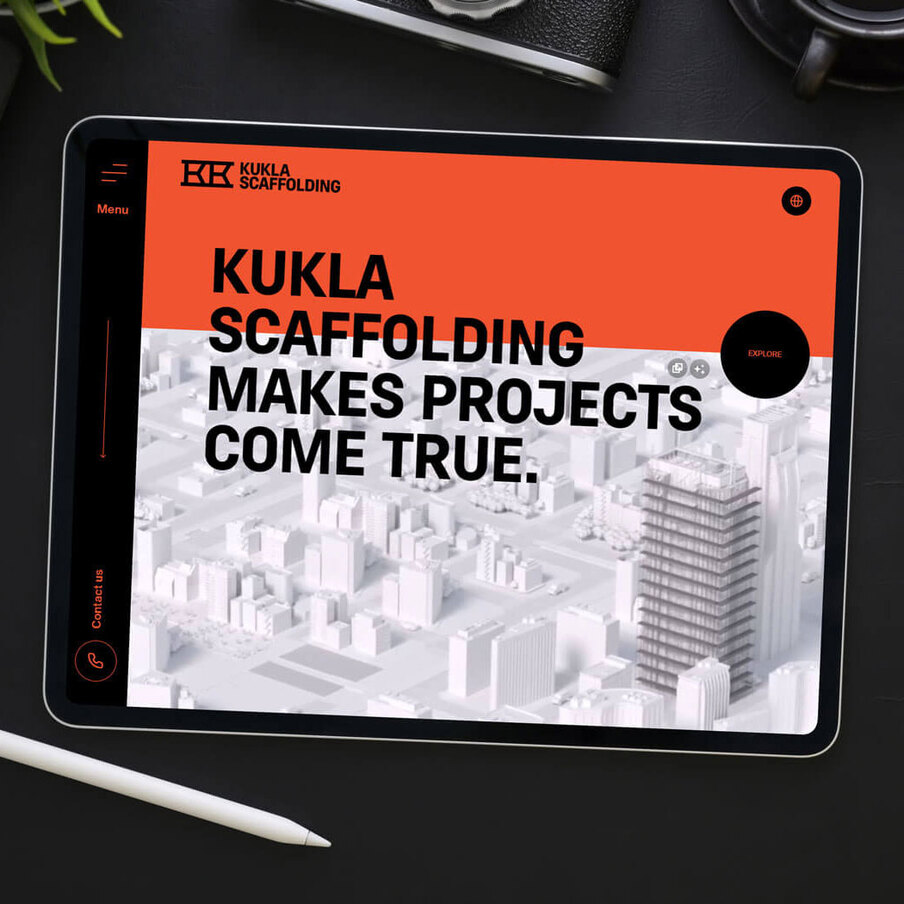 KUKLA
SCAFFOLDING
Menu
KUKLA
SCAFFOLDING
MAKES PROJECTS
COME TRUE.
EXPLORE
Contact us